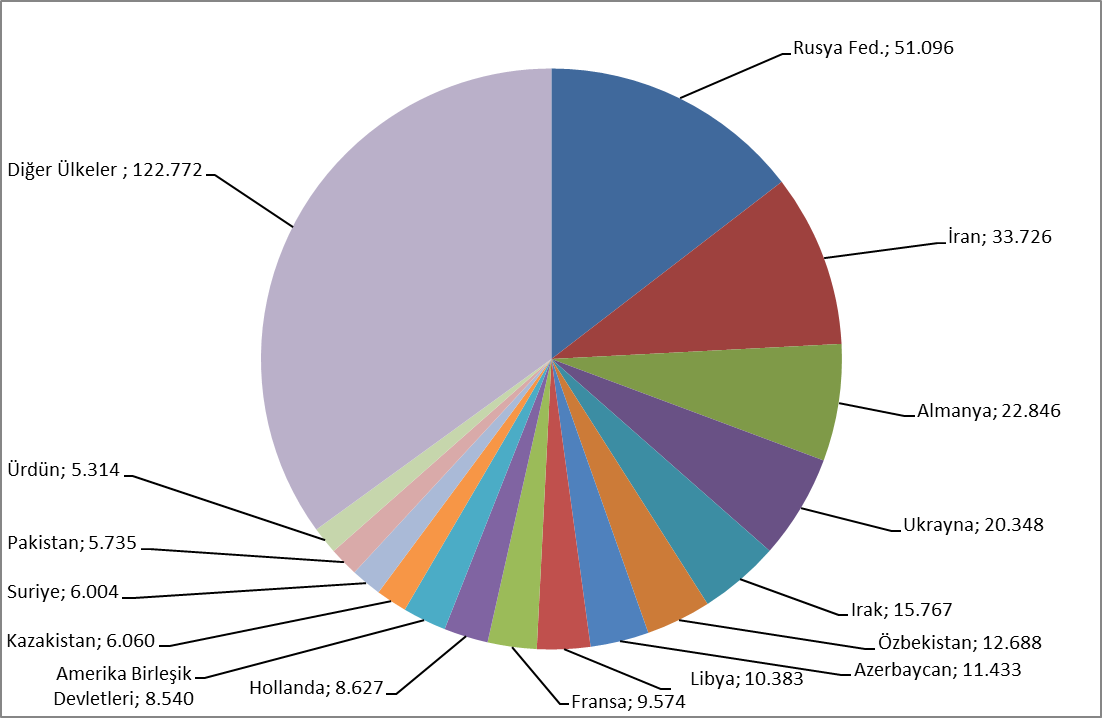 Rusya Fed.; 51.096
İran; 33.726
Almanya; 22.846
Ukrayna; 20.348
Irak; 15.767
Özbekistan; 12.688
Azerbaycan; 11.433
Libya; 10.383
Fransa; 9.574
Hollanda; 8.627
Amerika Birleşik
Devletleri; 8.540
Kazakistan; 6.060
Suriye; 6.004
Pakistan; 5.735
Ürdün; 5.314
Diğer Ülkeler ; 122.772